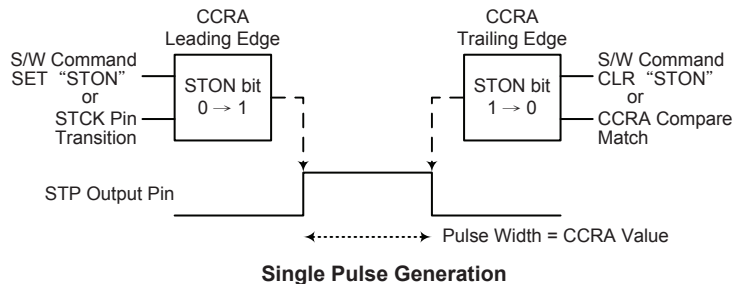 CCRA
Leading Edge
S/W Command
SET “STON”
or
STCK Pin
Transition
STON bit
0 → 1
CCRA
Trailing Edge
STON bit
1 → 0
S/W Command
CLR “STON”
or
CCRA Compare
Match
STP Output Pin
Pulse Width = CCRA Value
Single Pulse Generation